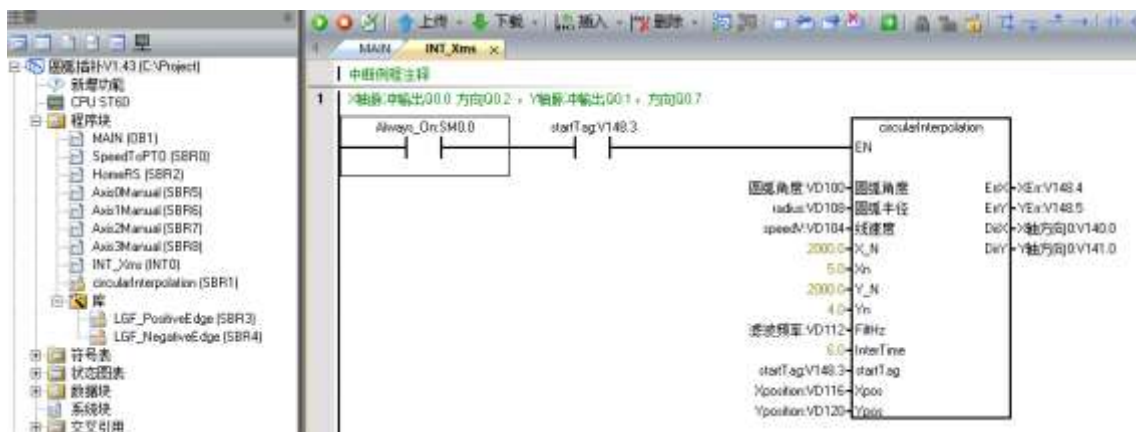 主要
上传 下载 插入 删除
MAIN INT_Xms
圆弧插补V1.43 (C:\Project)
新增功能
CPU ST60
程序块
MAIN (OB1)
SpeedToPTO (SBR0)
HomeRS (SBR2)
Axis0Manual (SBR5)
Axis1Manual (SBR6)
Axis2Manual (SBR7)
Axis3Manual (SBR8)
INT_Xms (INT0)
circularInterpolation (SBR1)
库
LGF_PositiveEdge (SBR3)
LGF_NegativeEdge (SBR4)
符号表
状态图表
数据块
系统块
交叉引用
中断例程注释
1
X轴脉冲输出Q0.0 方向Q0.2 ，Y轴脉冲输出Q0.1 ，方向Q0.7
Always_On:SM0.0 startTag:V148.3 circularInterpolation
EN
圆弧角度:VD100 圆弧角度 ErrX XErr:V148.4
radius:VD108 圆弧半径 ErrY YErr:V148.5
speedV:VD104 线速度 DirX X轴方向0:V140.0
2000.0 X_N DirY Y轴方向0:V141.0
5.0 Xn
2000.0 Y_N
4.0 Yn
滤波频率:VD112 FiltHz
6.0 InterTime
startTag:V148.3 startTag
Xposition:VD116 Xpos
Yposition:VD120 Ypos